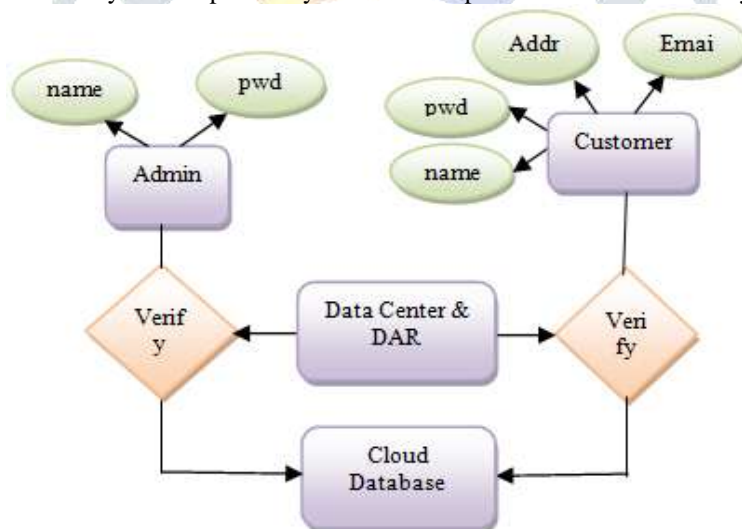 Addr
Emai
name
pwd
pwd
Customer
Admin
name
Data Center &
DAR
Verif
y
Veri
fy
Cloud
Database